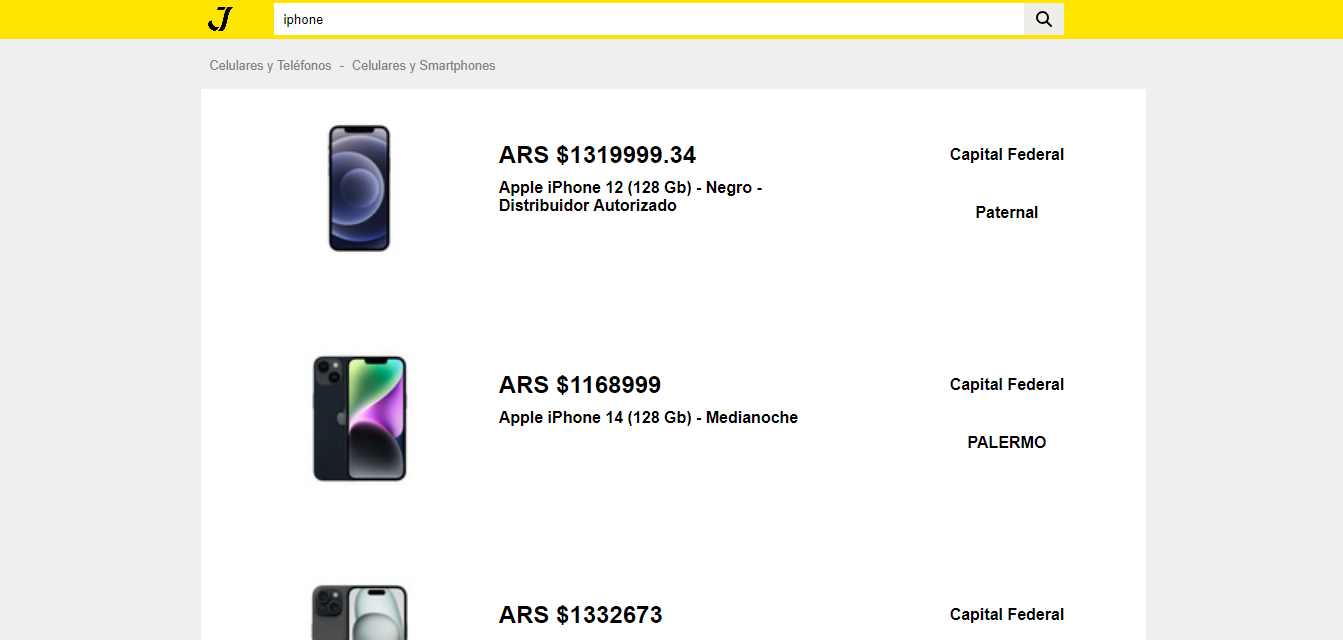 J
iphone
Celulares y Teléfonos - Celulares y Smartphones
ARS $1319999.34
Capital Federal
Apple iPhone 12 (128 Gb) - Negro -
Distribuidor Autorizado
Paternal
ARS $1168999
Capital Federal
Apple iPhone 14 (128 Gb) - Medianoche
PALERMO
ARS $1332673
Capital Federal